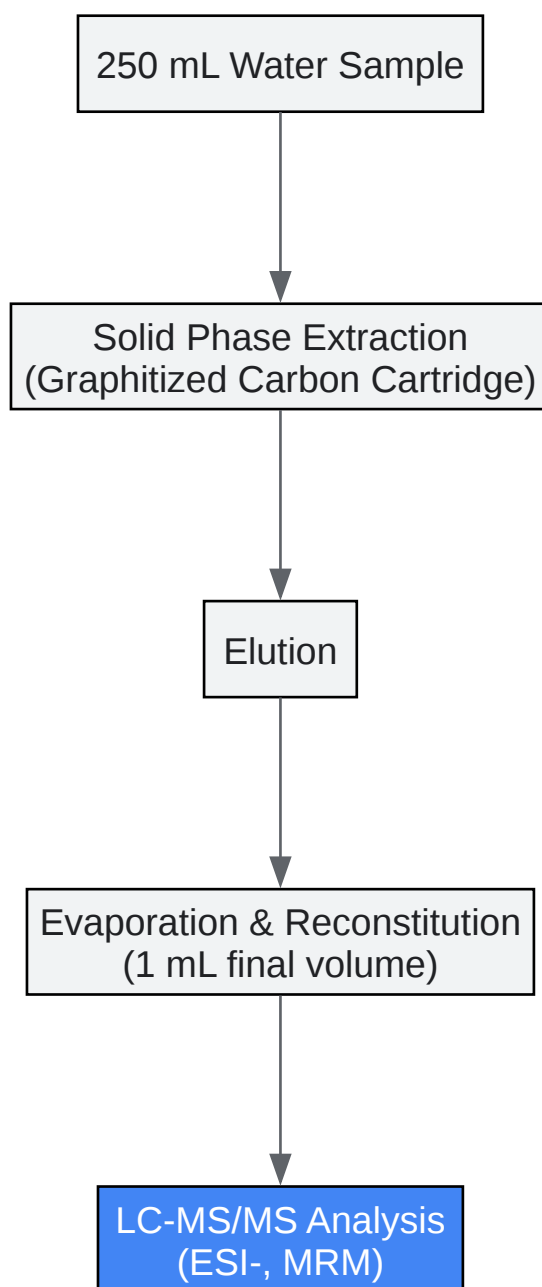 250 mL Water Sample
Solid Phase Extraction
(Graphitized Carbon Cartridge)
Elution
Evaporation & Reconstitution
(1 mL final volume)
LC-MS/MS Analysis
(ESI-, MRM)